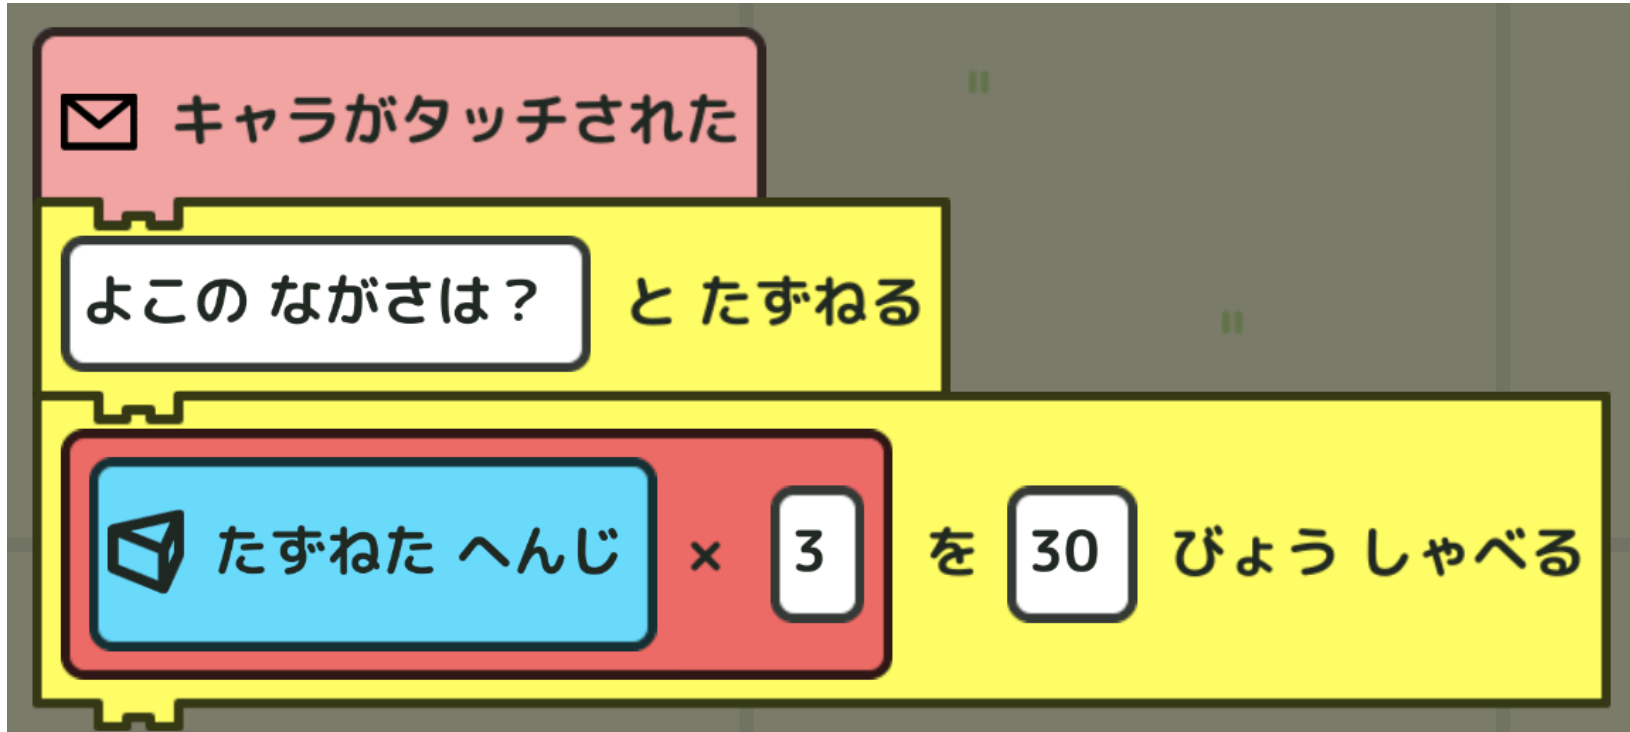 キャラがタッチされた
よこの ながさは？ と たずねる
たずねた へんじ × 3 を 30 びょう しゃべる